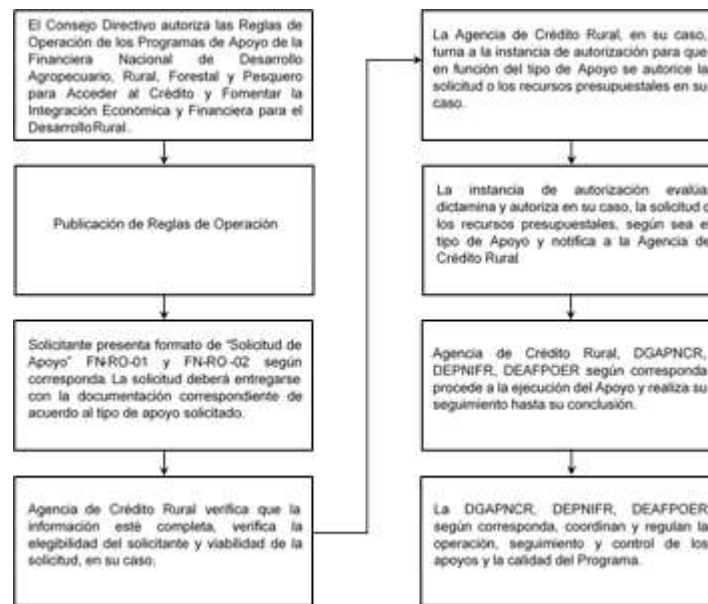 El Consejo Directivo autoriza las Reglas de
Operación de los Programas de Apoyo de la
Financiera Nacional de Desarrollo
Agropecuario, Rural, Forestal y Pesquero
para Acceder al Crédito y Fomentar la
Integración Económica y Financiera para el
Desarrollo Rural.
Publicación de Reglas de Operación
Solicitante presenta formato de "Solicitud de
Apoyo" FN-RO-01 y FN-RO-02 según
corresponda. La solicitud deberá entregarse
con la documentación correspondiente de
acuerdo al tipo de apoyo solicitado.
Agencia de Crédito Rural verifica que la
información esté completa, verifica la
elegibilidad del solicitante y viabilidad de la
solicitud, en su caso.
La Agencia de Crédito Rural, en su caso,
turna a la instancia de autorización para que
en función del tipo de Apoyo se autorice la
solicitud o los recursos presupuestales en su
caso.
La instancia de autorización evalúa,
dictamina y autoriza en su caso, la solicitud o
los recursos presupuestales, según sea el
tipo de Apoyo y notifica a la Agencia de
Crédito Rural
Agencia de Crédito Rural, DGAPNCR,
DEPNIFR, DEAFPOER según corresponda
procede a la ejecución del Apoyo y realiza su
seguimiento hasta su conclusión.
La DGAPNCR, DEPNIFR, DEAFPOER
según corresponda, coordinan y regulan la
operación, seguimiento y control de los
apoyos y la calidad del Programa.